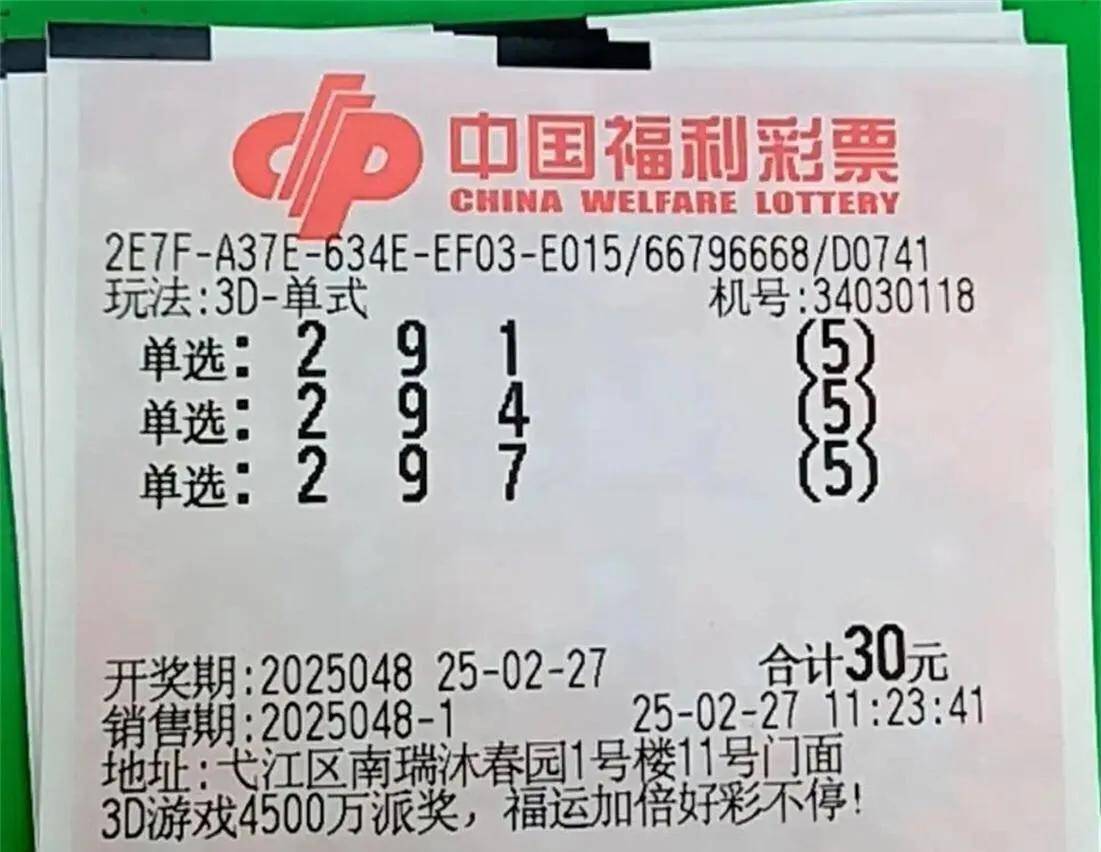 中国福利彩票
CHINA WELFARE LOTTERY
2E7F-A37E-634E-EF03-E015/66796668/D0741
玩法:3D-单式 机号:34030118
单选: 2 9 1 (5)
单选: 2 9 4 (5)
单选: 2 9 7 (5)
开奖期:2025048 25-02-27 合计30元
销售期:2025048-1 25-02-27 11:23:41
地址:弋江区南瑞沐春园1号楼11号门面
3D游戏4500万派奖，福运加倍好彩不停!